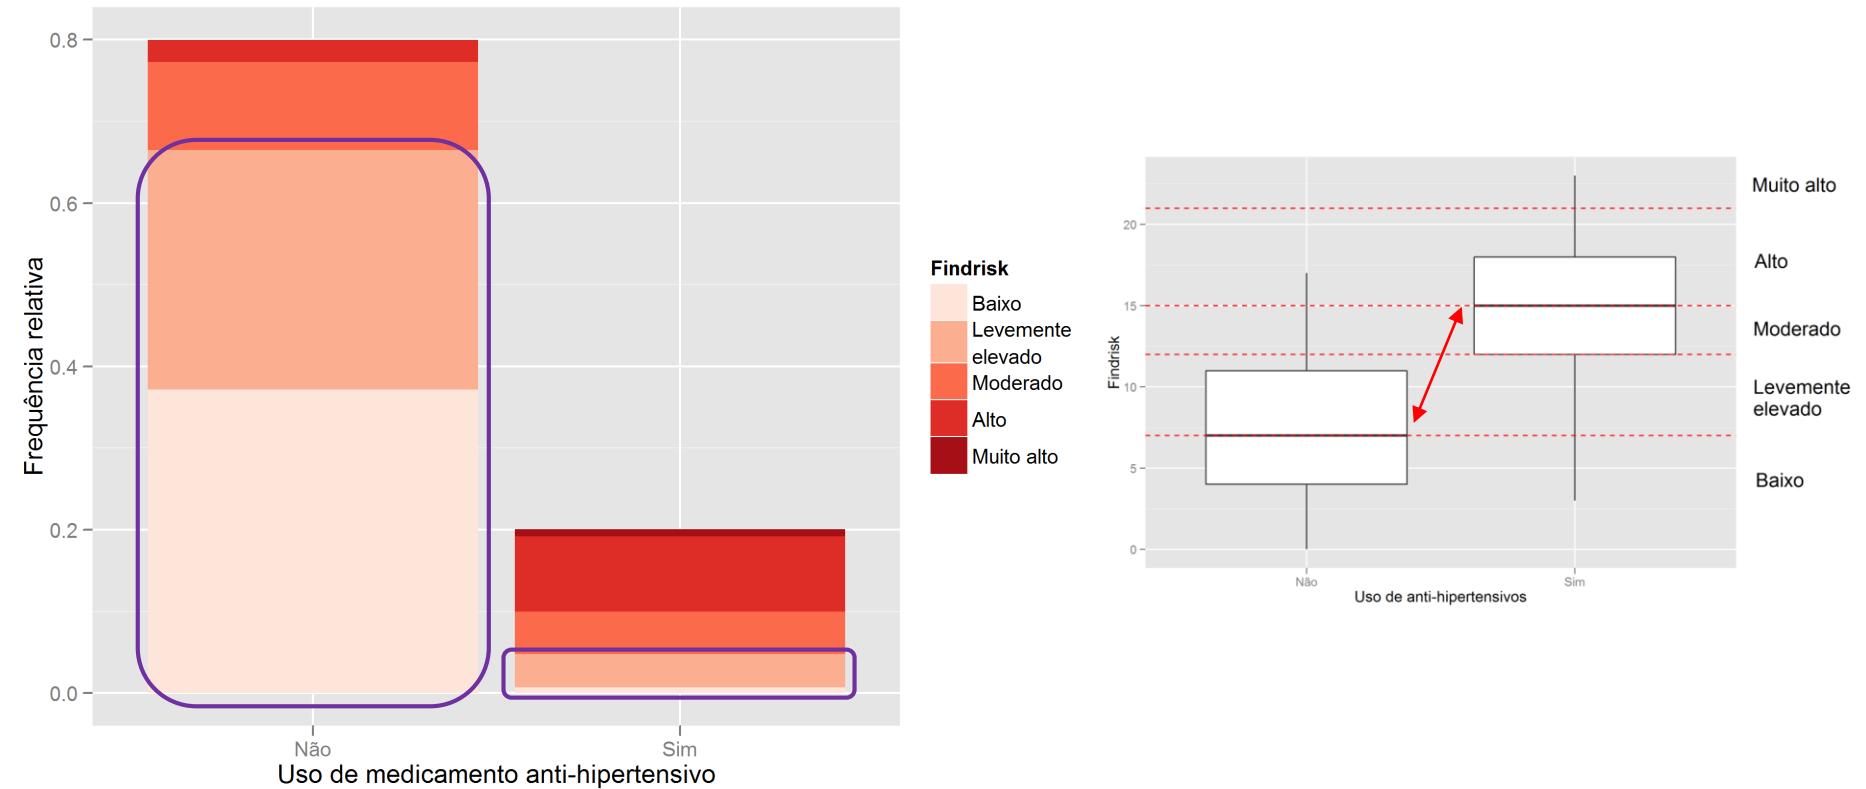 Frequência relativa
0.8
0.6
0.4
0.2
0.0
Não
Sim
Uso de medicamento anti-hipertensivo
Findrisk
Baixo
Levemente
elevado
Moderado
Alto
Muito alto
Findrisk
20
15
10
5
0
Não
Sim
Uso de anti-hipertensivos
Muito alto
Alto
Moderado
Levemente
elevado
Baixo